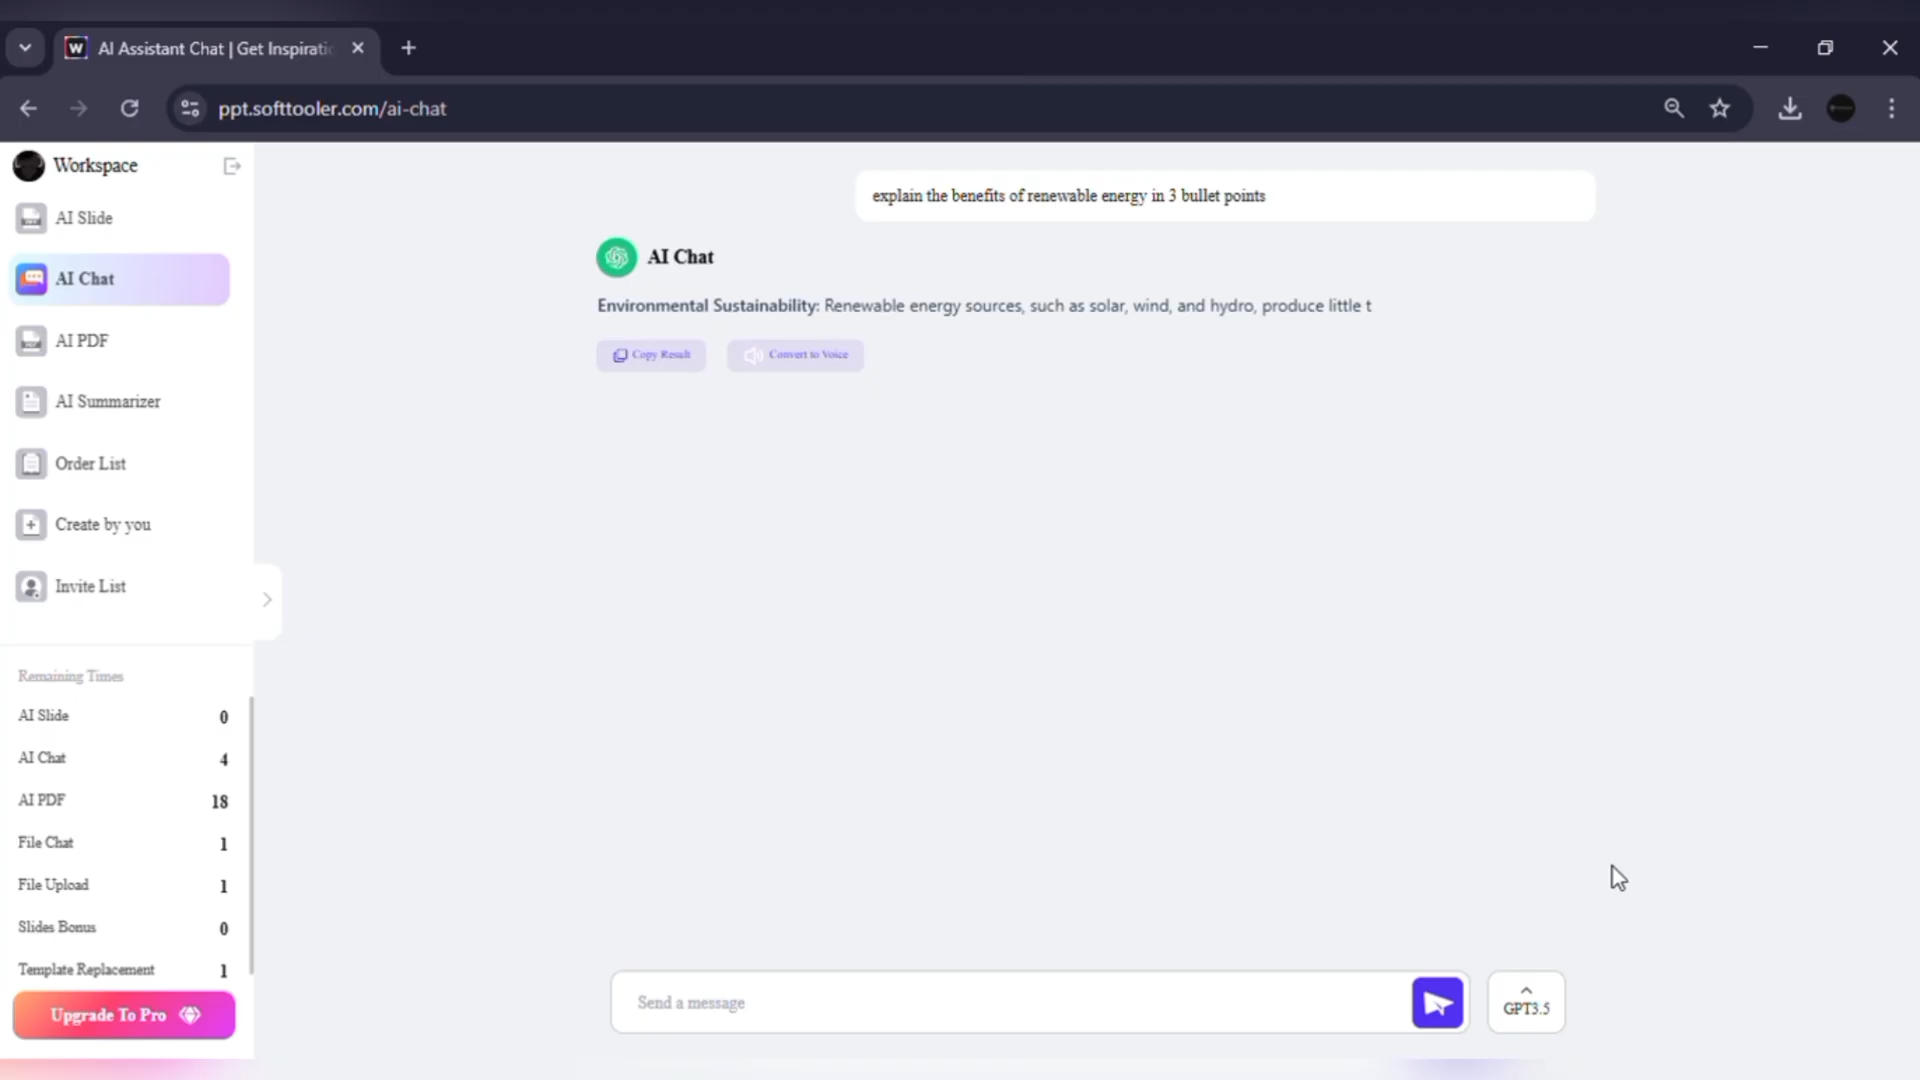 W AI Assistant Chat | Get Inspirati
ppt.softtooler.com/ai-chat
Workspace
AI Slide
AI Chat
AI PDF
AI Summarizer
Order List
Create by you
Invite List
Remaining Times
AI Slide 0
AI Chat 4
AI PDF 18
File Chat 1
File Upload 1
Slides Bonus 0
Template Replacement 1
Upgrade To Pro
explain the benefits of renewable energy in 3 bullet points
AI Chat
Environmental Sustainability: Renewable energy sources, such as solar, wind, and hydro, produce little t
Copy Result Convert to Voice
Send a message
GPT3.5